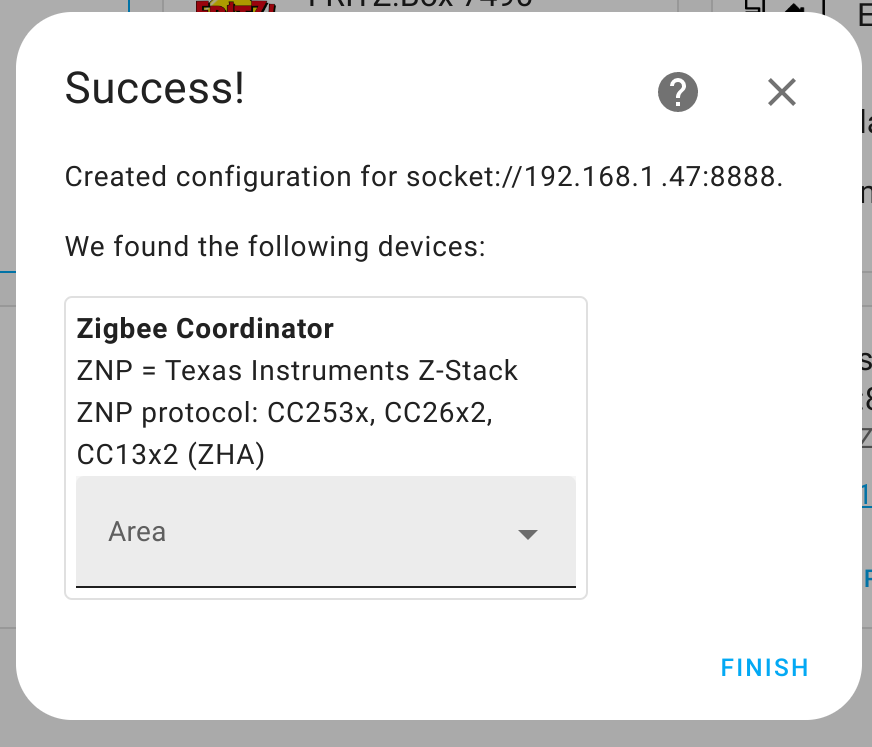 FRITZ!Box 7490
Success!
?
Created configuration for socket://192.168.1.47:8888.
We found the following devices:
Zigbee Coordinator
ZNP = Texas Instruments Z-Stack
ZNP protocol: CC253x, CC26x2,
CC13x2 (ZHA)
Area
FINISH